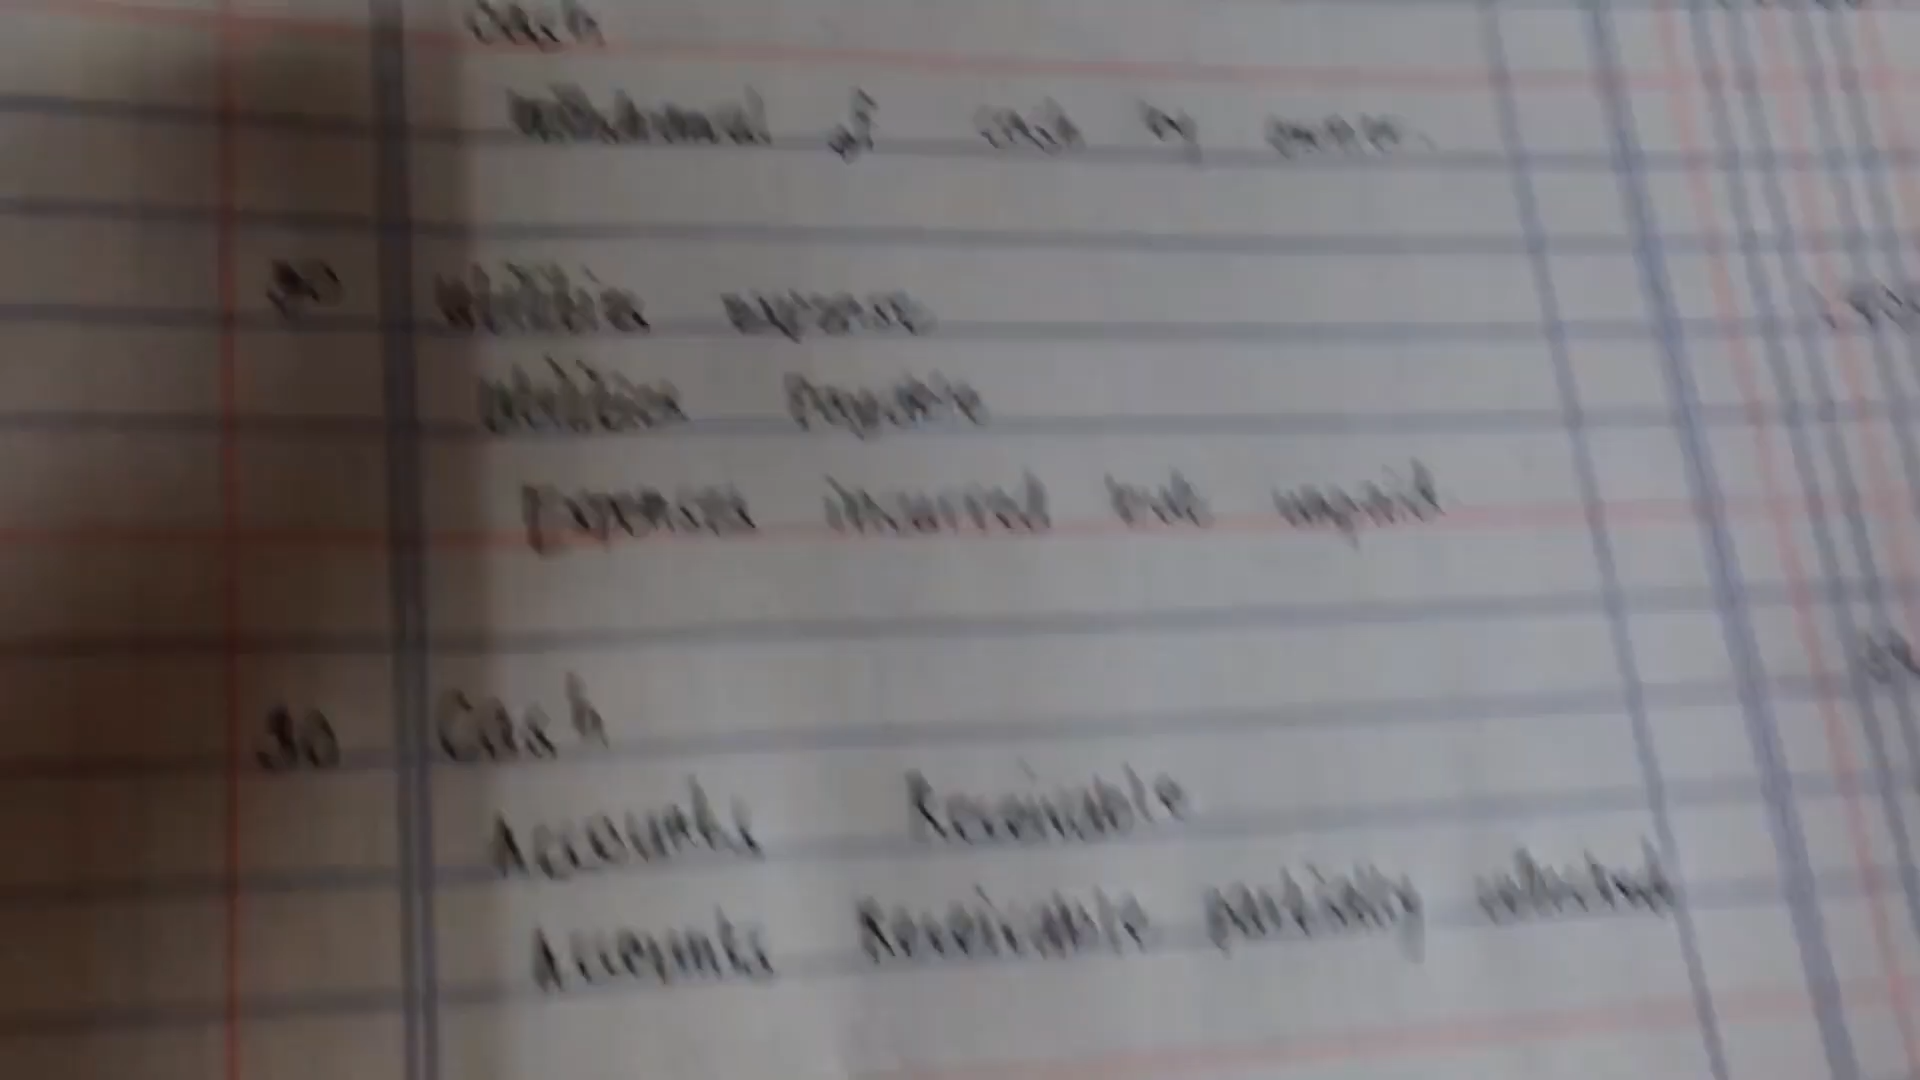 Cash
Withdrawal of cash by owner.
30 Utilities expense
Utilities Payable
Expenses incurred but unpaid.
30 Cash
Accounts Receivable
Accounts Receivable partially collected